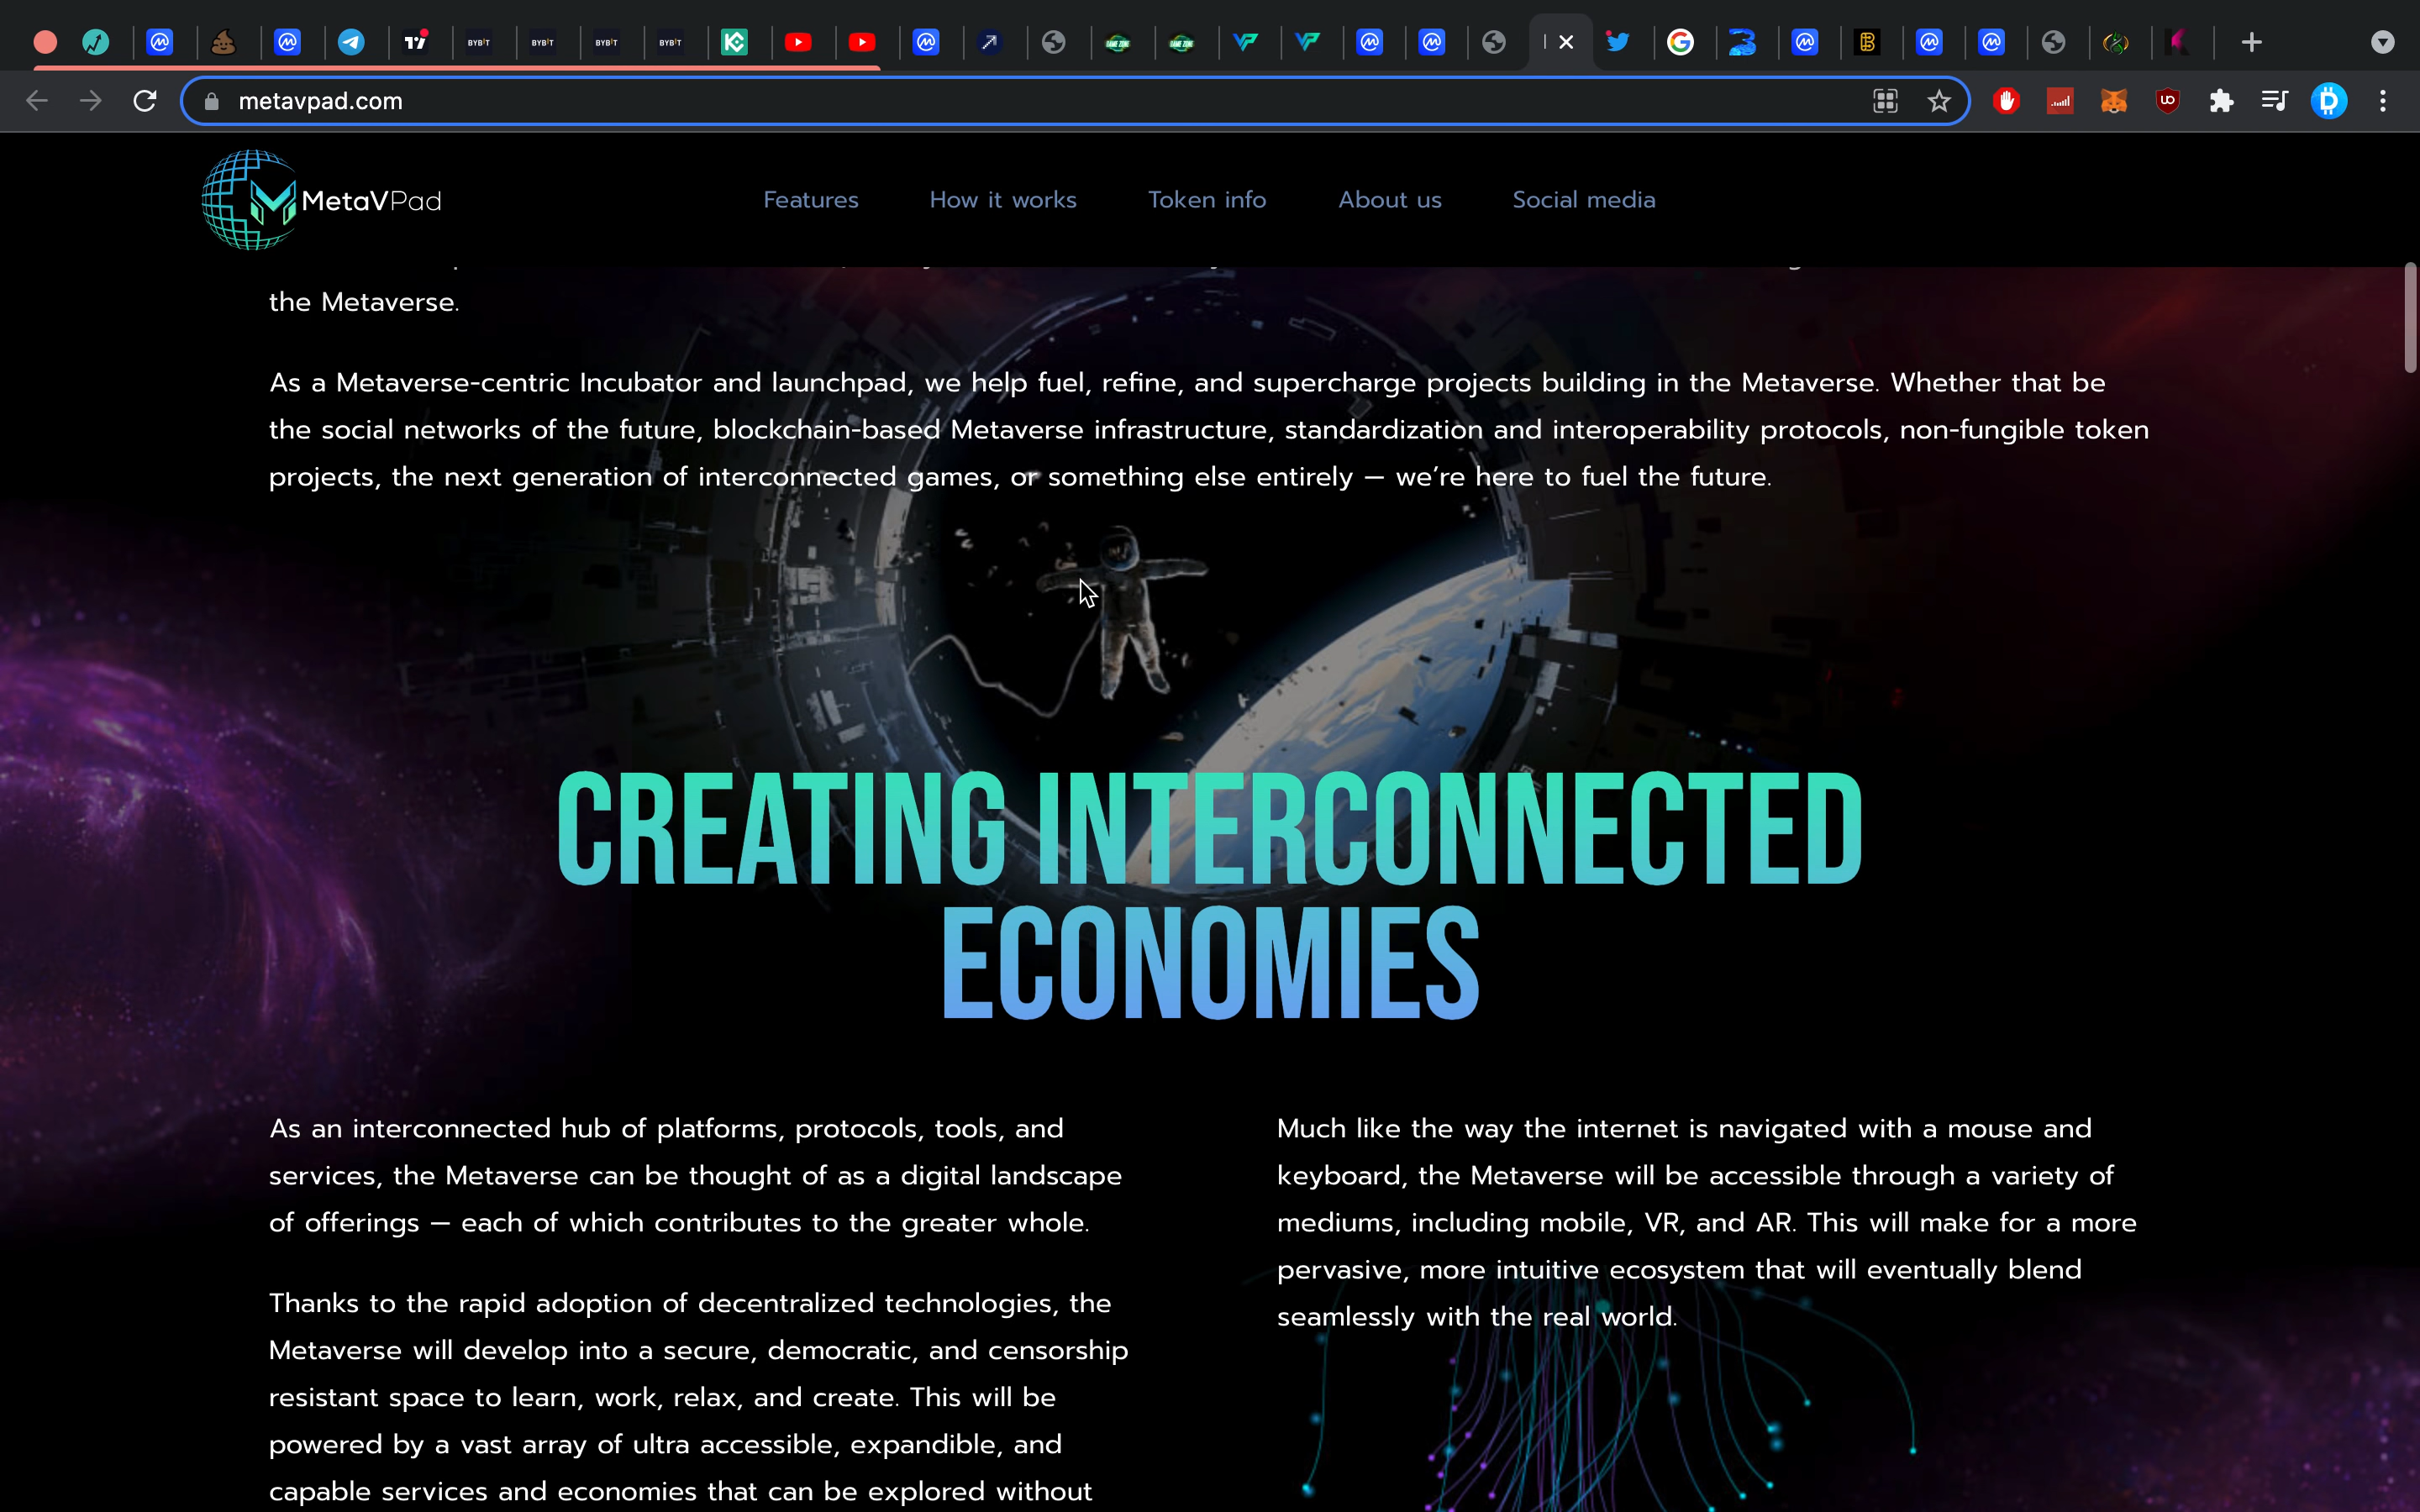 BYBIT
BYBIT
BYBIT
BYBIT
GAME ZONE
GAME ZONE
metavpad.com
MetaVPad
Features
How it works
Token info
About us
Social media
the Metaverse.
As a Metaverse-centric Incubator and launchpad, we help fuel, refine, and supercharge projects building in the Metaverse. Whether that be
the social networks of the future, blockchain-based Metaverse infrastructure, standardization and interoperability protocols, non-fungible token
projects, the next generation of interconnected games, or something else entirely — we’re here to fuel the future.
CREATING INTERCONNECTED
ECONOMIES
As an interconnected hub of platforms, protocols, tools, and
services, the Metaverse can be thought of as a digital landscape
of offerings — each of which contributes to the greater whole.
Thanks to the rapid adoption of decentralized technologies, the
Metaverse will develop into a secure, democratic, and censorship
resistant space to learn, work, relax, and create. This will be
powered by a vast array of ultra accessible, expandible, and
capable services and economies that can be explored without
Much like the way the internet is navigated with a mouse and
keyboard, the Metaverse will be accessible through a variety of
mediums, including mobile, VR, and AR. This will make for a more
pervasive, more intuitive ecosystem that will eventually blend
seamlessly with the real world.